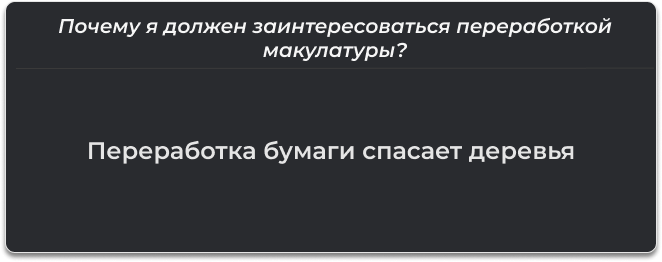 Почему я должен заинтересоваться переработкой
макулатуры?
Переработка бумаги спасает деревья